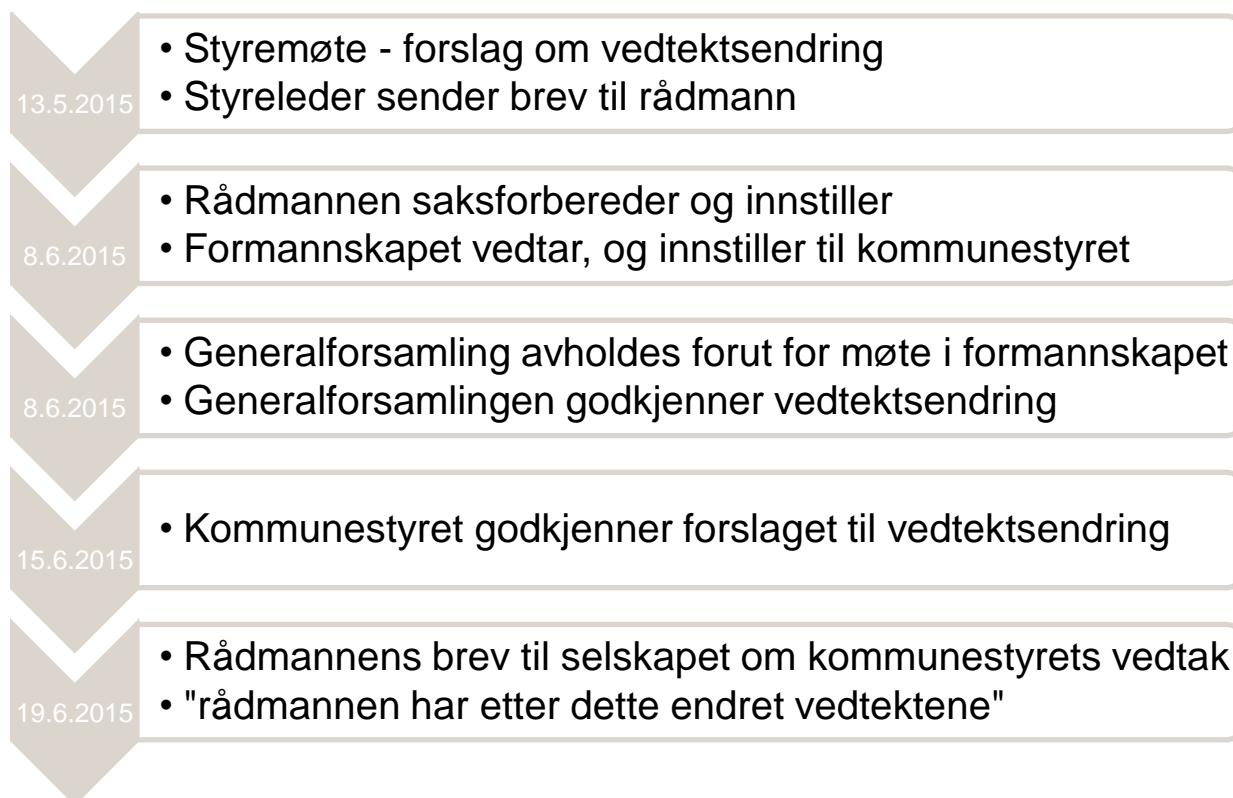 13.5.2015
• Styremøte - forslag om vedtektsendring
• Styreleder sender brev til rådmann
8.6.2015
• Rådmannen saksforbereder og innstiller
• Formannskapet vedtar, og innstiller til kommunestyret
8.6.2015
• Generalforsamling avholdes forut for møte i formannskapet
• Generalforsamlingen godkjenner vedtektsendring
15.6.2015
• Kommunestyret godkjenner forslaget til vedtektsendring
19.6.2015
• Rådmannens brev til selskapet om kommunestyrets vedtak
• "rådmannen har etter dette endret vedtektene"